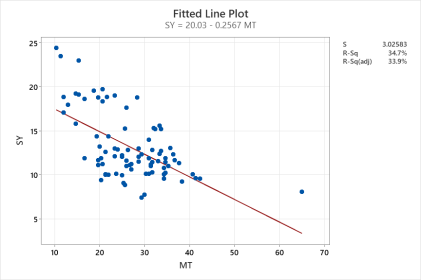 Fitted Line Plot
SY = 20.03 - 0.2567 MT
S 3.02583
R-Sq 34.7%
R-Sq(adj) 33.9%
25
20
15
10
5
SY
10 20 30 40 50 60 70
MT